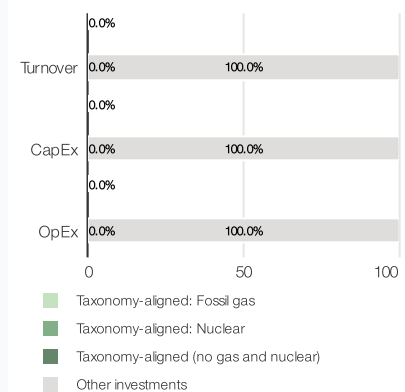 0.0%
Turnover 0.0% 100.0%
0.0%
CapEx 0.0% 100.0%
0.0%
OpEx 0.0% 100.0%
0 50 100
Taxonomy-aligned: Fossil gas
Taxonomy-aligned: Nuclear
Taxonomy-aligned (no gas and nuclear)
Other investments